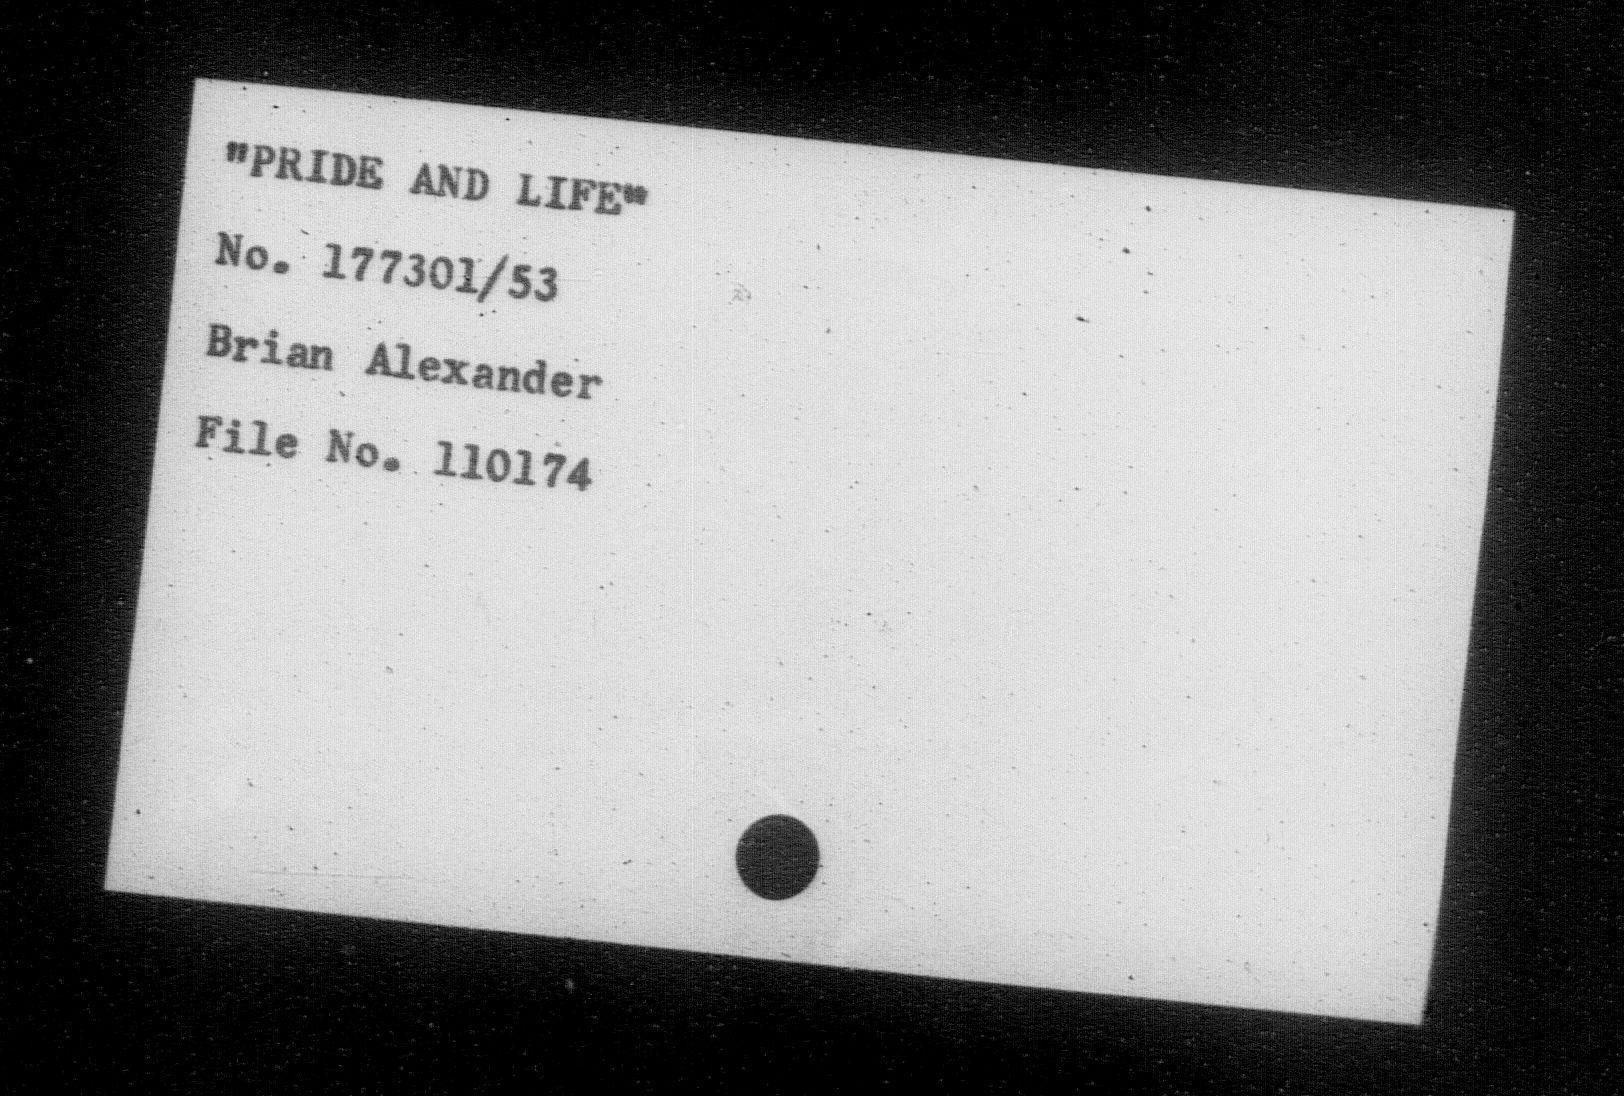 "PRIDE AND LIFE"
No. 177301/53
Brian Alexander
File No. 110174